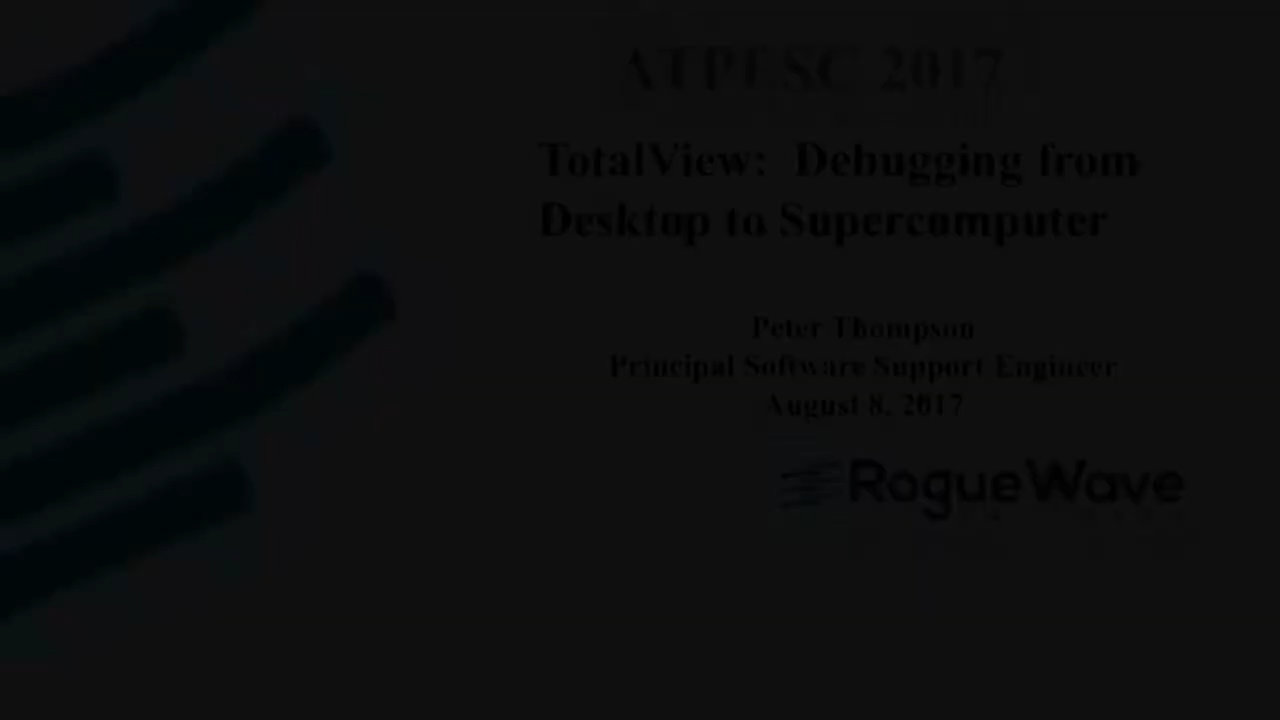 ATPESC 2017
TotalView: Debugging from
Desktop to Supercomputer
Peter Thompson
Principal Software Support Engineer
August 8, 2017
RogueWave